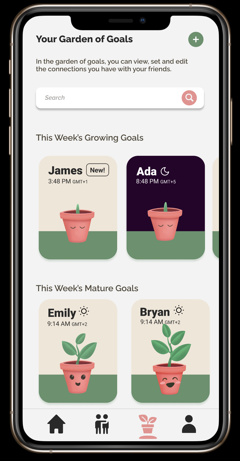 Your Garden of Goals
In the garden of goals, you can view, set and edit
the connections you have with your friends.
Search
This Week's Growing Goals
James New!
3:48 PM GMT+1
Ada
8:48 PM GMT+5
This Week's Mature Goals
Emily
9:14 AM GMT+2
Bryan
9:14 AM GMT+2